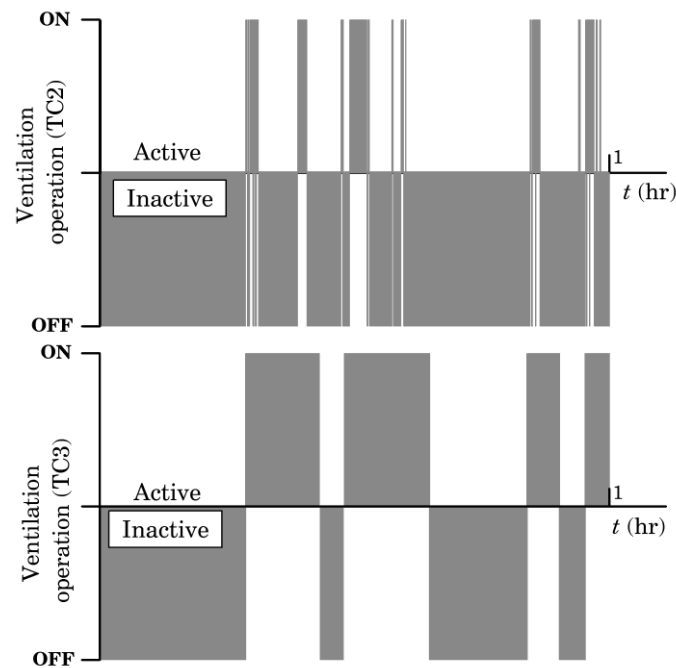 ON
Ventilation
operation (TC2)
Active
Inactive
1
t (hr)
OFF
ON
Ventilation
operation (TC3)
Active
Inactive
1
t (hr)
OFF